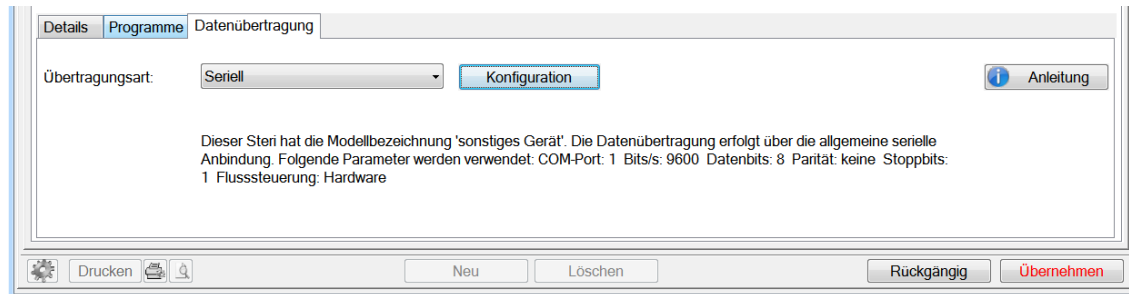 Details Programme Datenübertragung
Übertragungsart: Seriell Konfiguration Anleitung
Dieser Steri hat die Modellbezeichnung 'sonstiges Gerät'. Die Datenübertragung erfolgt über die allgemeine serielle
Anbindung. Folgende Parameter werden verwendet: COM-Port: 1 Bits/s: 9600 Datenbits: 8 Parität: keine Stoppbits:
1 Flusssteuerung: Hardware
Drucken Neu Löschen Rückgängig Übernehmen